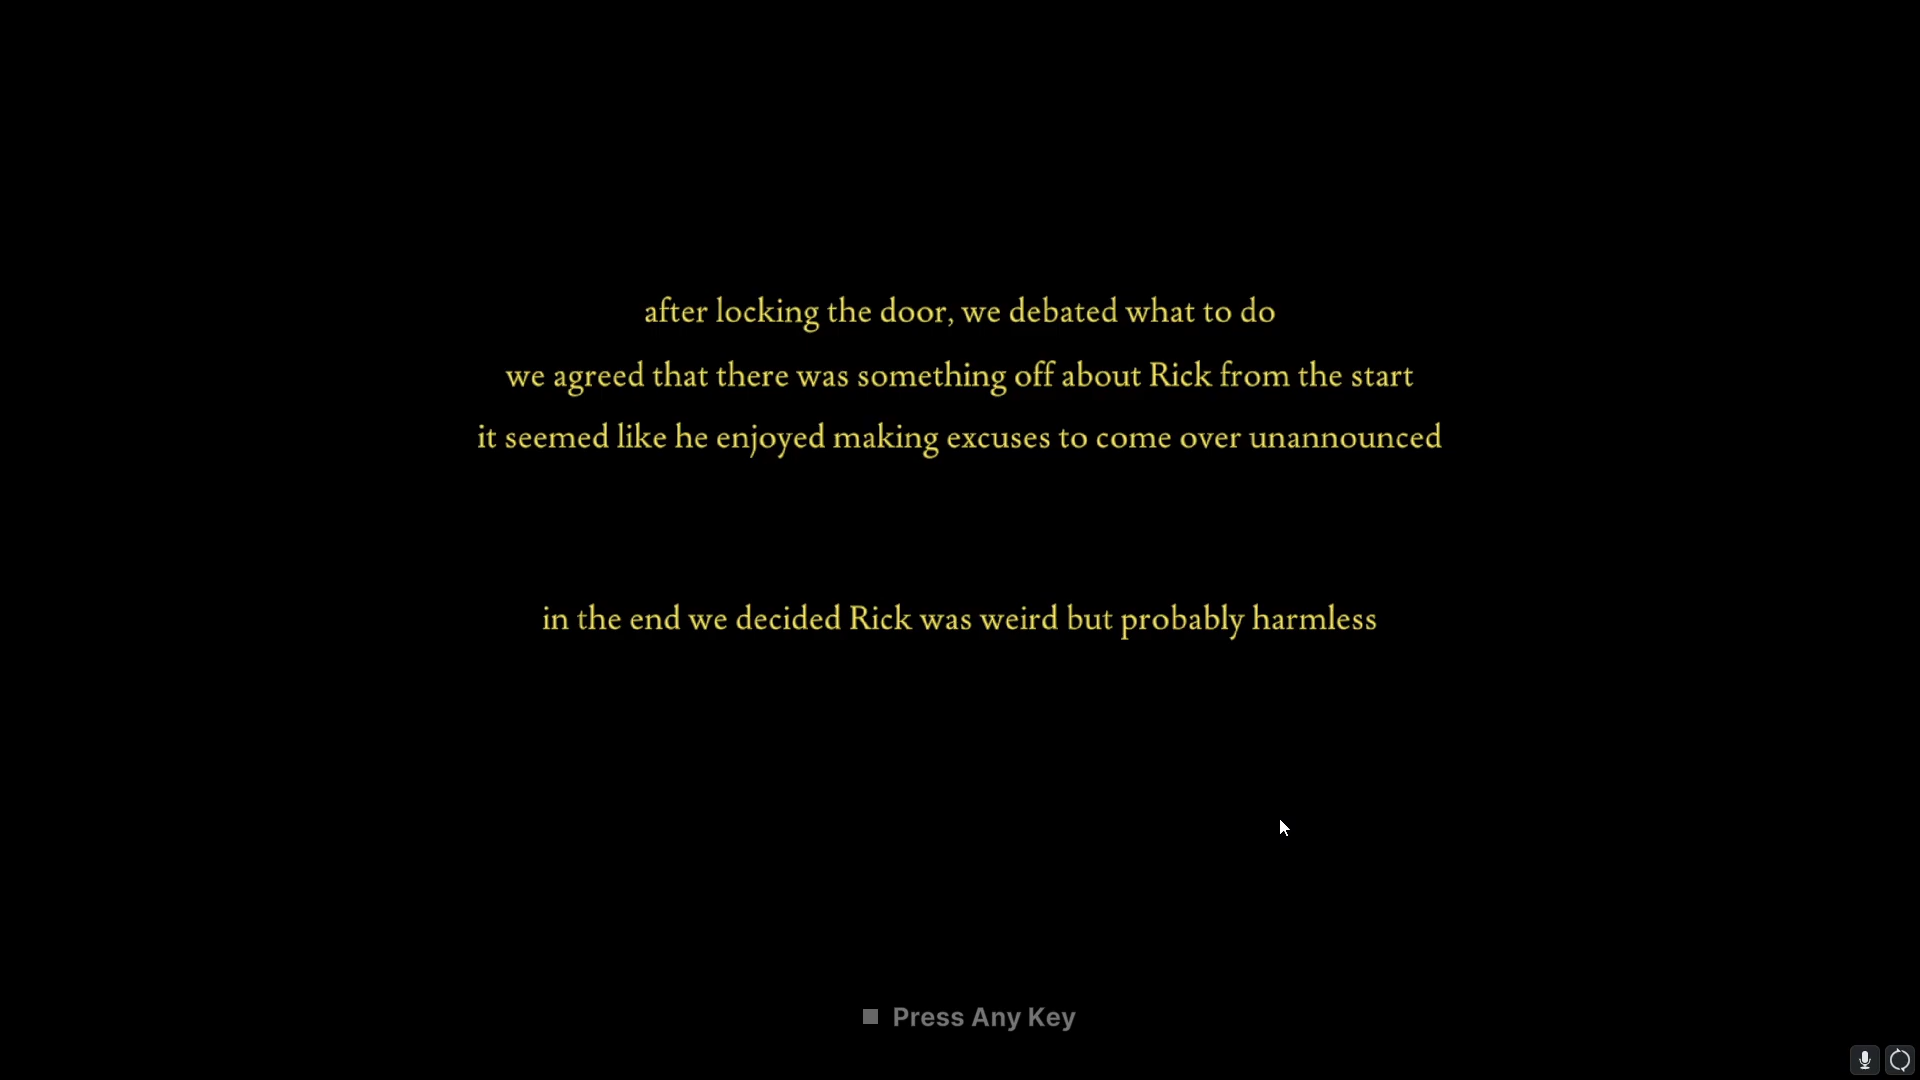 after locking the door, we debated what to do
we agreed that there was something off about Rick from the start
it seemed like he enjoyed making excuses to come over unannounced
in the end we decided Rick was weird but probably harmless
Press Any Key